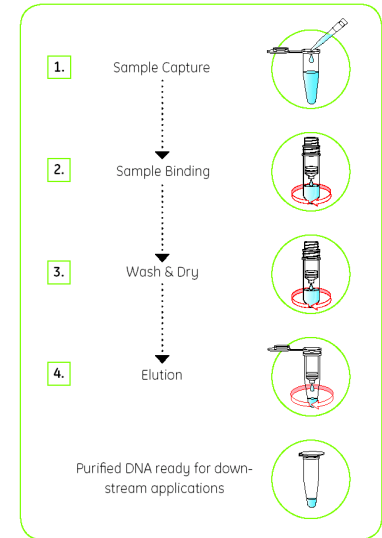 1. Sample Capture
2. Sample Binding
3. Wash & Dry
4. Elution
Purified DNA ready for down-
stream applications